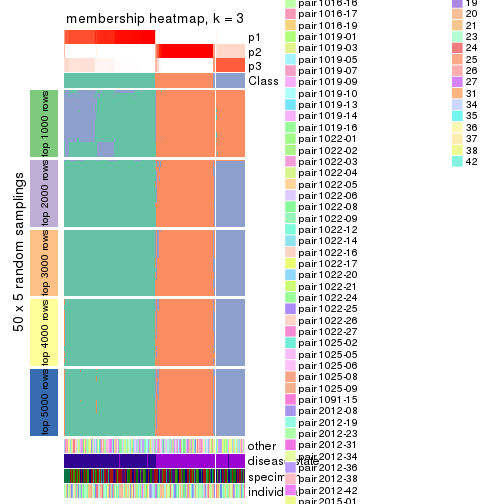 membership heatmap, k = 3
p1
p2
p3
Class
50 x 5 random samplings
top 1000 rows
top 2000 rows
top 3000 rows
top 4000 rows
top 5000 rows
other
disease.state
individ
pair1016-16
pair1016-17
pair1016-20
pair1019-01
pair1019-03
pair1019-05
pair1019-07
pair1019-09
pair1019-10
pair1019-13
pair1019-14
pair1019-16
pair1022-01
pair1022-02
pair1022-03
pair1022-04
pair1022-05
pair1022-06
pair1022-08
pair1022-09
pair1022-12
pair1022-14
pair1022-16
pair1022-17
pair1022-20
pair1022-21
pair1022-24
pair1022-25
pair1022-26
pair1022-27
pair1025-02
pair1025-05
pair1025-06
pair1025-08
pair1025-09
pair1091-15
pair2012-08
pair2012-19
pair2012-23
pair2012-31
pair2012-34
pair2012-36
pair2012-38
pair2012-42
pair2015-01
19
20
21
23
24
25
26
27
31
34
35
36
37
38
42